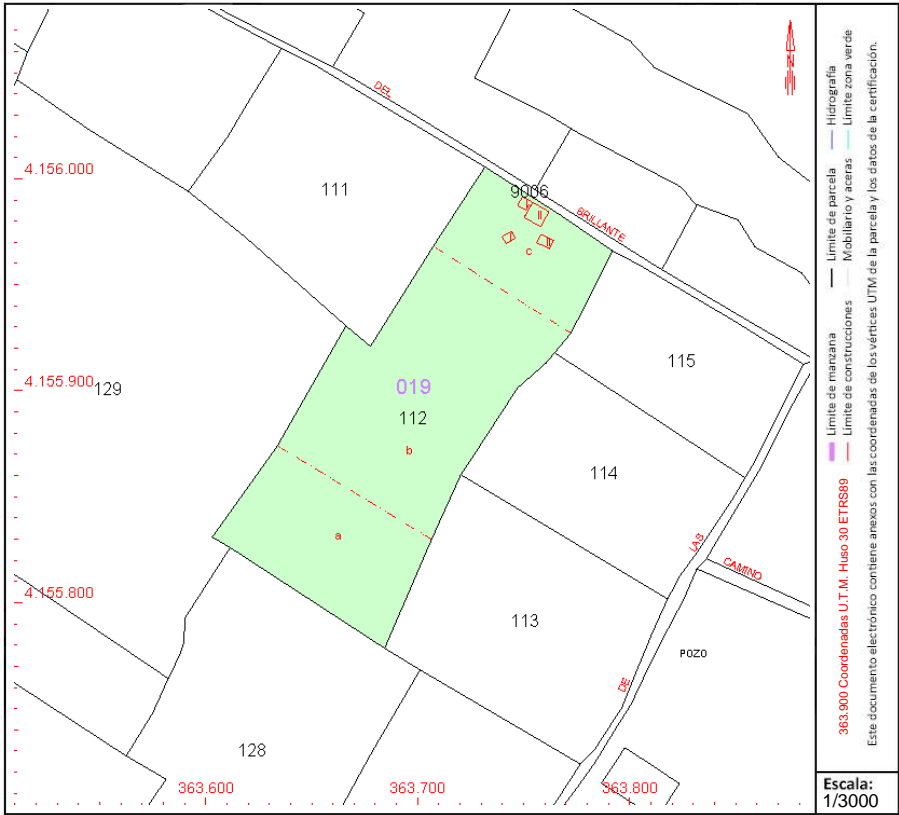 DEL
4.156.000
111
9006
II
BRILLANTE
c
115
4.155.900
129
019
112
b
114
a
LAS
CAMINO
4.155.800
113
POZO
DE
128
363.600
363.700
363.800
Límite de manzana
Límite de parcela
Hidrografía
Límite de construcciones
Mobiliario y aceras
Límite zona verde
363.900 Coordenadas U.T.M. Huso 30 ETRS89
Este documento electrónico contiene anexos con las coordenadas de los vértices UTM de la parcela y los datos de la certificación.
Escala:
1/3000